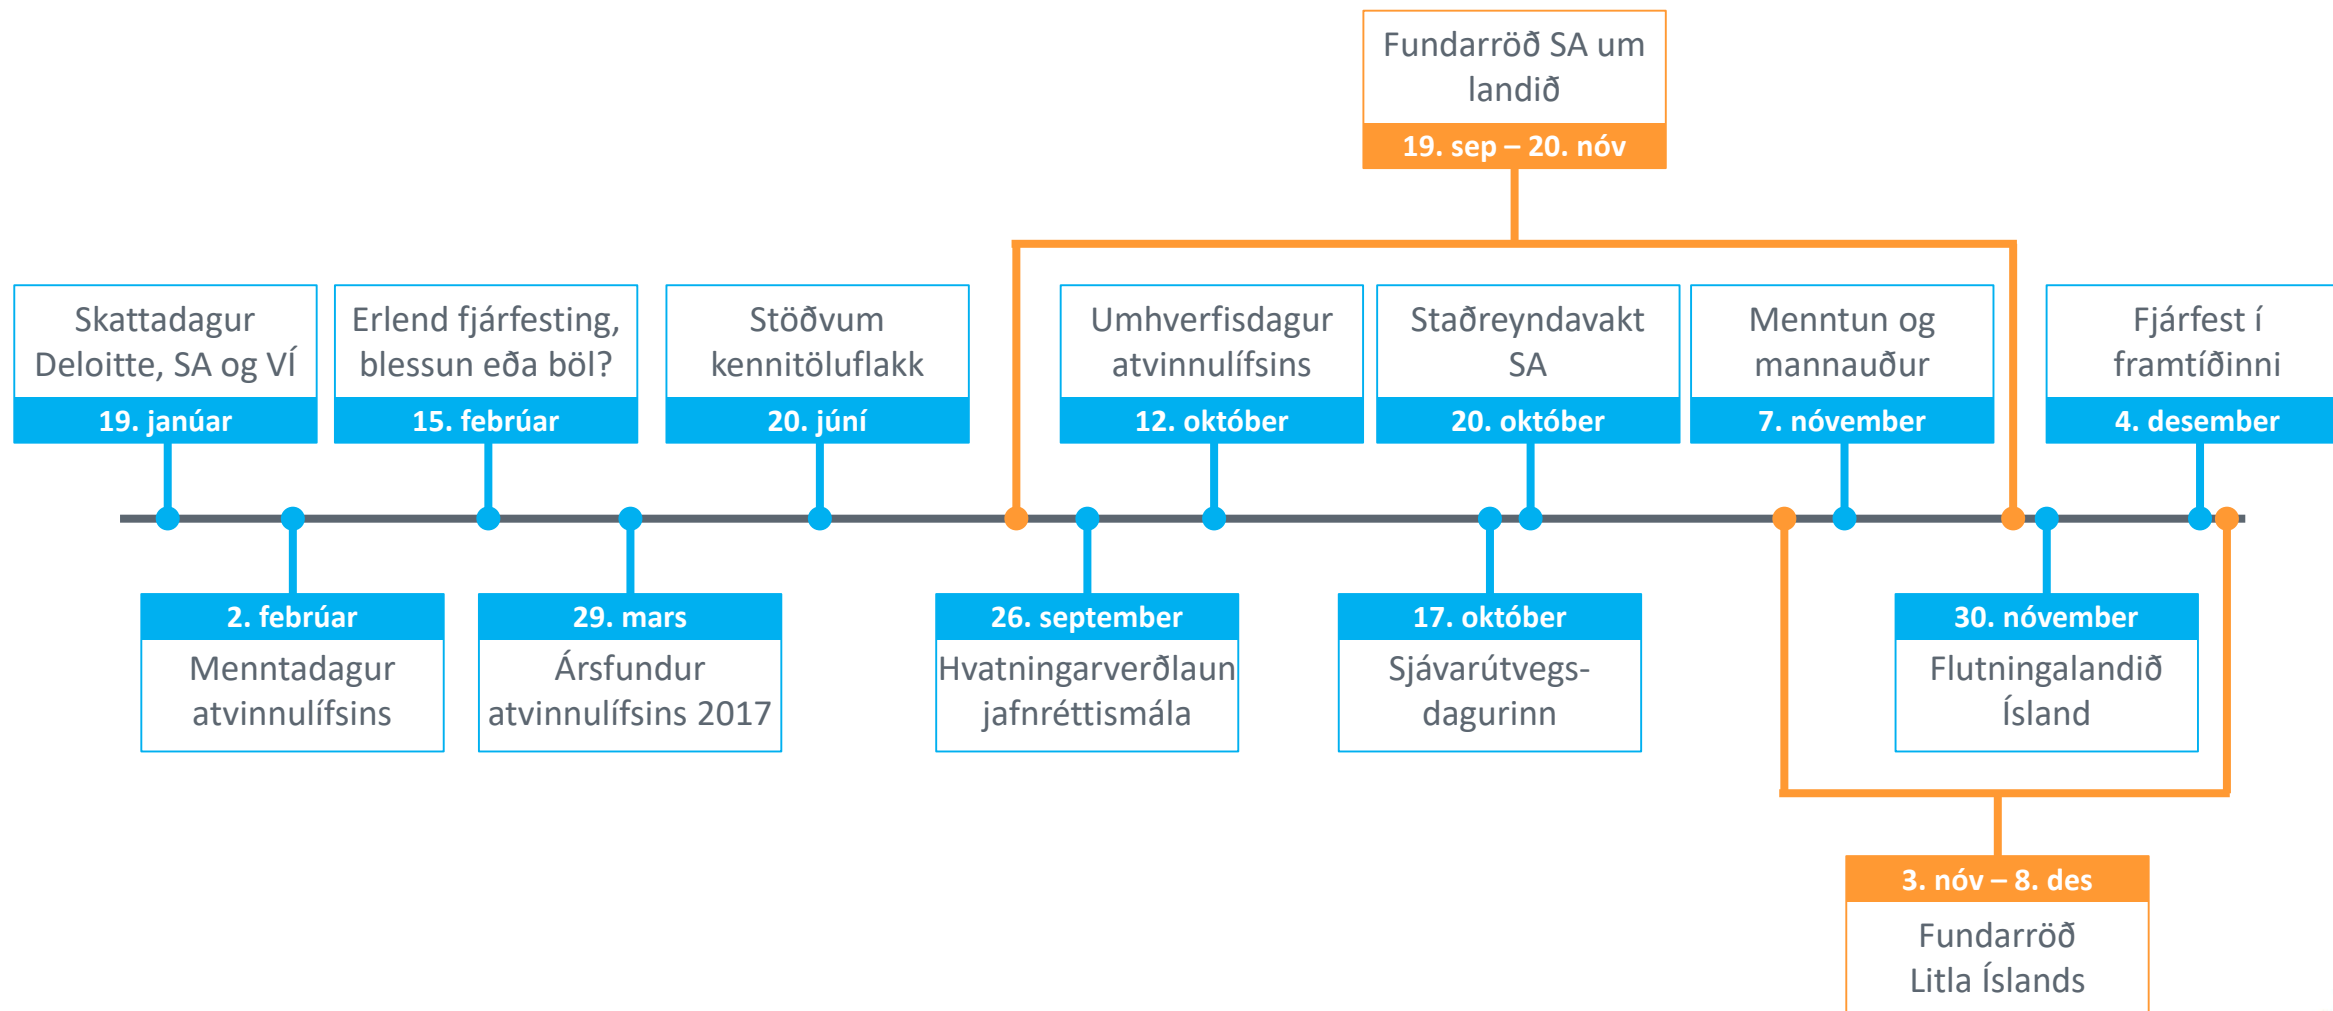 Fundarröð SA um
landið
19. sep – 20. nóv
Skattadagur
Deloitte, SA og VÍ
19. janúar
Erlend fjárfesting,
blessun eða böl?
15. febrúar
Stöðvum
kennitöluflakk
20. júní
Umhverfisdagur
atvinnulífsins
12. október
Staðreyndavakt
SA
20. október
Menntun og
mannauður
7. nóvember
Fjárfest í
framtíðinni
4. desember
2. febrúar
Menntadagur
atvinnulífsins
29. mars
Ársfundur
atvinnulífsins 2017
26. september
Hvatningarverðlaun
jafnréttismála
17. október
Sjávarútvegs-
dagurinn
30. nóvember
Flutningalandið
Ísland
3. nóv – 8. des
Fundarröð
Litla Íslands